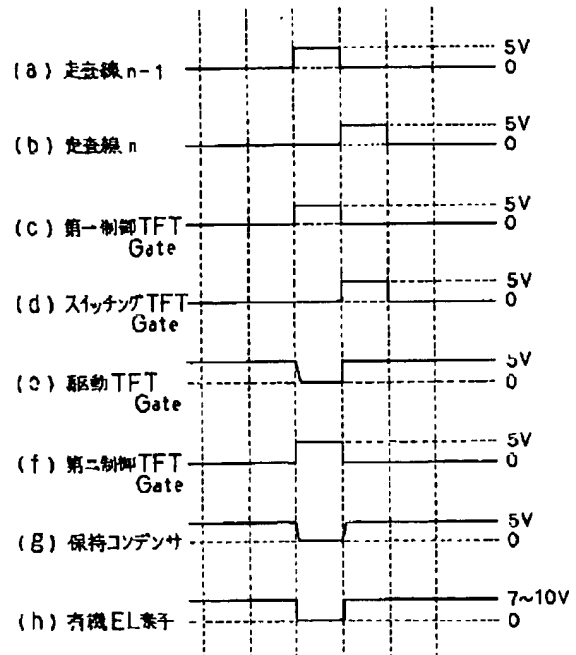 (a) 走査線 n-1
5V
0
(b) 走査線 n
5V
0
(c) 第一制御TFT
Gate
5V
0
(d) スイッチングTFT
Gate
5V
0
(e) 駆動TFT
Gate
5V
0
(f) 第二制御TFT
Gate
5V
0
(g) 保持コンデンサ
5V
0
(h) 有機EL素子
7~10V
0